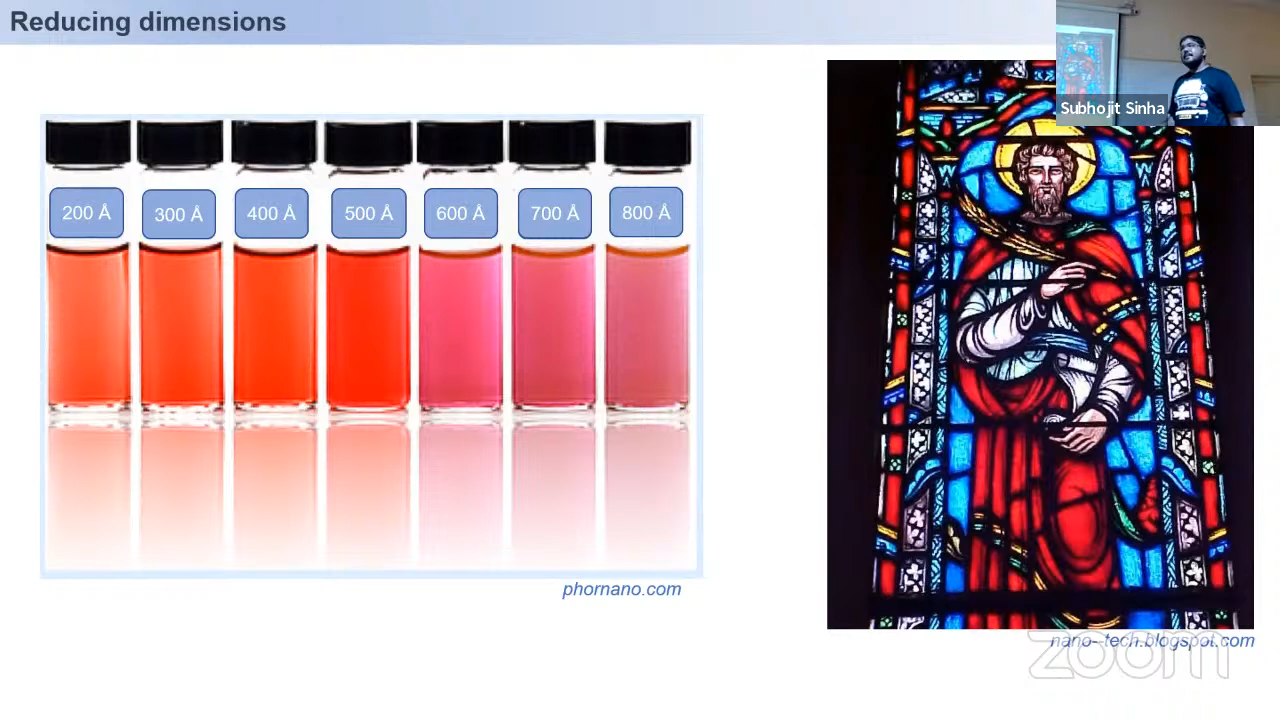 Reducing dimensions
Subhojit Sinha
200 Å
300 Å
400 Å
500 Å
600 Å
700 Å
800 Å
phornano.com
nano--tech.blogspot.com
zoom